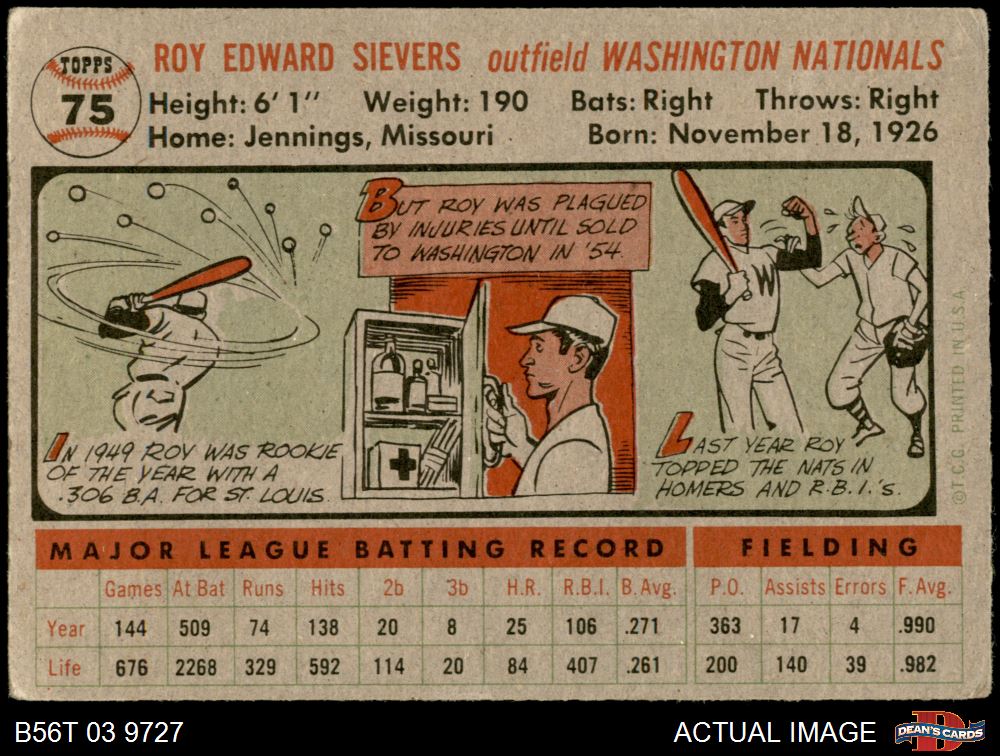 TOPPS
75
ROY EDWARD SIEVERS outfield WASHINGTON NATIONALS
Height: 6' 1" Weight: 190 Bats: Right Throws: Right
Home: Jennings, Missouri Born: November 18, 1926
IN 1949 ROY WAS ROOKIE
OF THE YEAR WITH A
.306 B.A. FOR ST. LOUIS.
BUT ROY WAS PLAGUED
BY INJURIES UNTIL SOLD
TO WASHINGTON IN '54.
W
LAST YEAR ROY
TOPPED THE NATS IN
HOMERS AND R.B.I.'s.
©T.C.C. PRINTED IN U.S.A.
MAJOR LEAGUE BATTING RECORD FIELDING
Games At Bat Runs Hits 2b 3b H.R. R.B.I. B. Avg. P.O. Assists Errors F. Avg.
Year 144 509 74 138 20 8 25 106 .271 363 17 4 .990
Life 676 2268 329 592 114 20 84 407 .261 200 140 39 .982
B56T 03 9727 ACTUAL IMAGE
D
DEAN'S CARDS